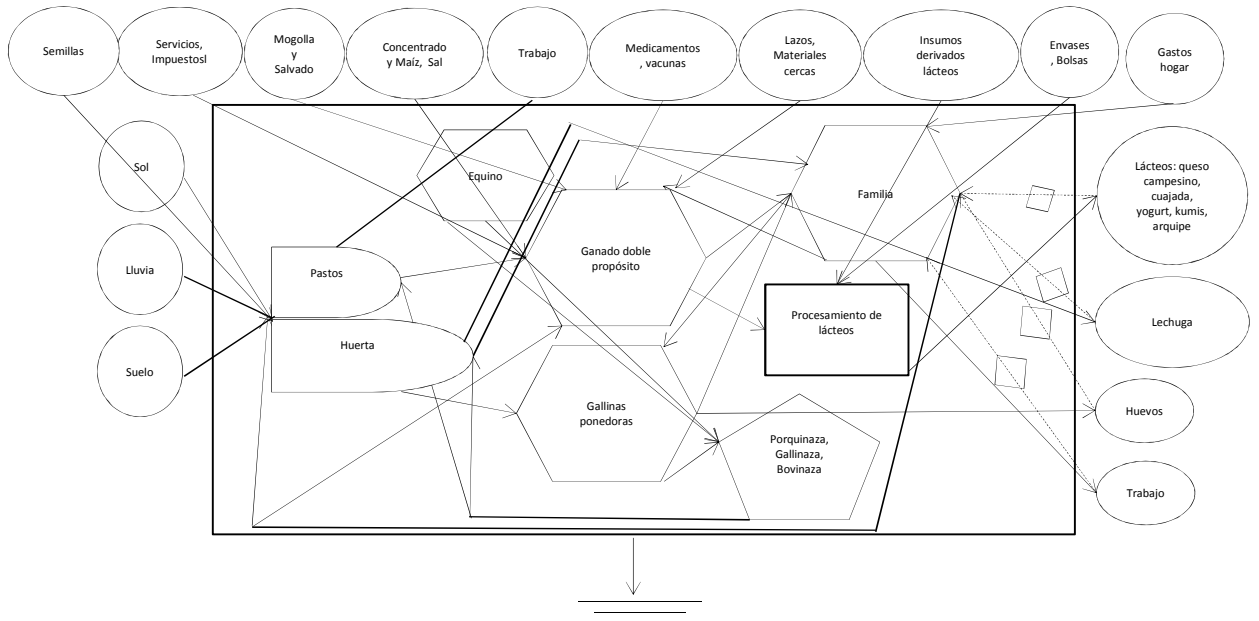 Semillas
Servicios,
Impuestosl
Mogolla
y
Salvado
Concentrado
y Maíz, Sal
Trabajo
Medicamentos
, vacunas
Lazos,
Materiales
cercas
Insumos
derivados
lácteos
Envases
, Bolsas
Gastos
hogar
Sol
Lluvia
Suelo
Equino
Pastos
Huerta
Ganado doble
propósito
Gallinas
ponedoras
Familia
Procesamiento de
lácteos
Porquinaza,
Gallinaza,
Bovinaza
Lácteos: queso
campesino,
cuajada,
yogurt, kumis,
arquipe
Lechuga
Huevos
Trabajo